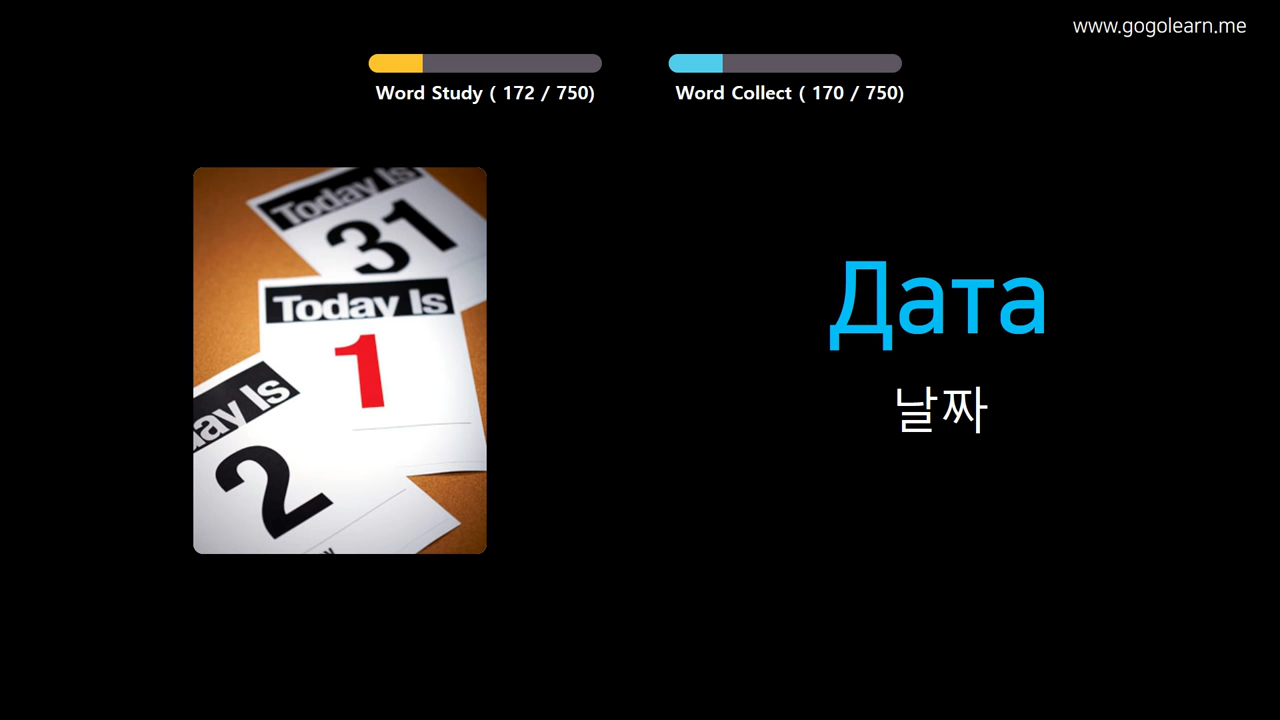 www.gogolearn.me
Word Study ( 172 / 750)
Word Collect ( 170 / 750)
Today Is
31
Today Is
1
day Is
2
Дата
날짜